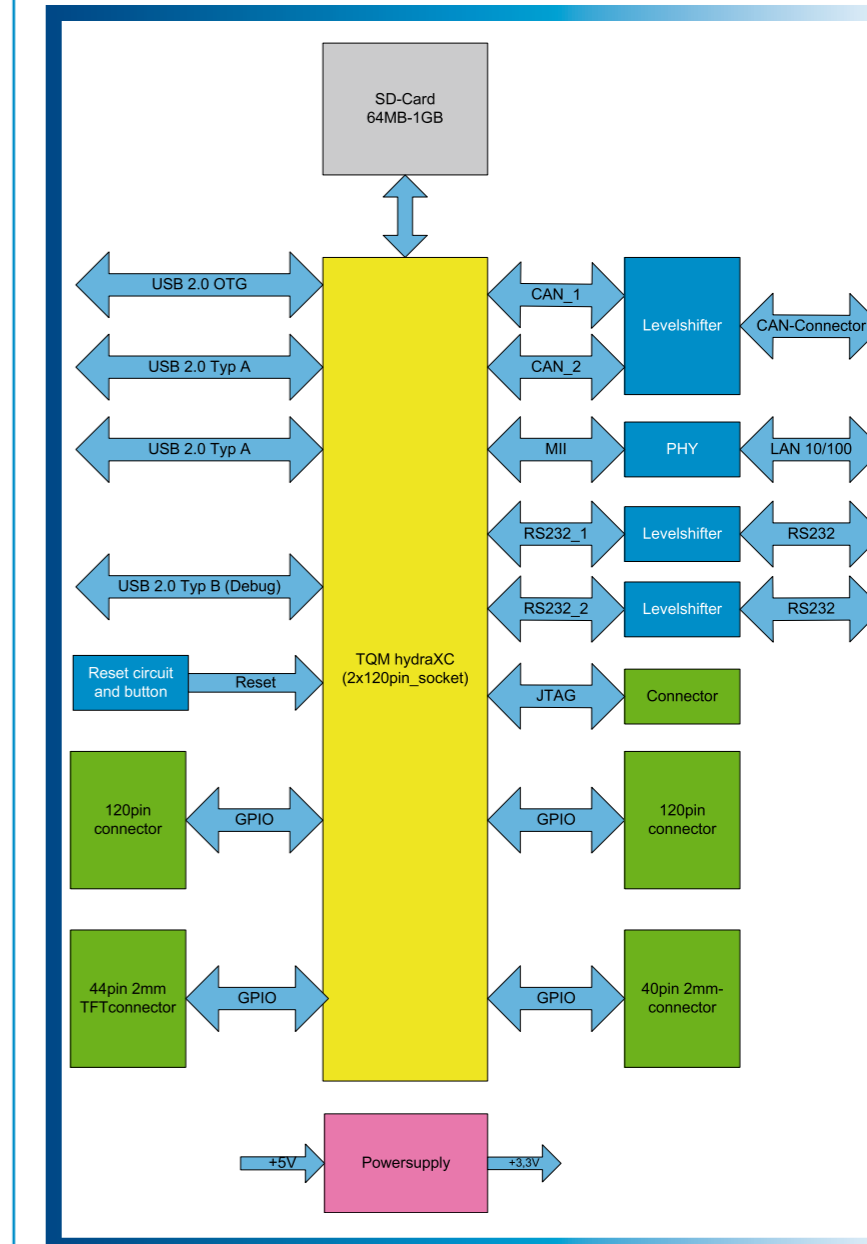 SD-Card
64MB-1GB
USB 2.0 OTG
CAN_1
Levelshifter
CAN-Connector
USB 2.0 Typ A
CAN_2
USB 2.0 Typ A
MII
PHY
LAN 10/100
RS232_1
Levelshifter
RS232
USB 2.0 Typ B (Debug)
RS232_2
Levelshifter
RS232
TQM hydraXC
(2x120pin_socket)
Reset circuit
and button
Reset
JTAG
Connector
120pin
connector
GPIO
GPIO
120pin
connector
44pin 2mm
TFTconnector
GPIO
GPIO
40pin 2mm-
connector
+5V
Powersupply
+3,3V